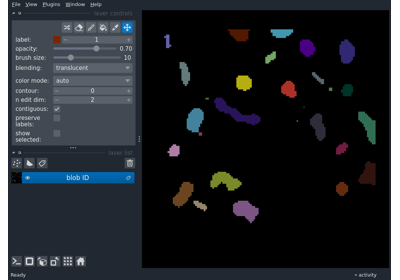 File View Plugins Window Help
layer controls
label: 1
opacity: 0.70
brush size: 10
blending: translucent
color mode: auto
contour: 0
n edit dim: 2
contiguous:
preserve
labels:
show
selected:
layer list
blob ID
Ready
activity